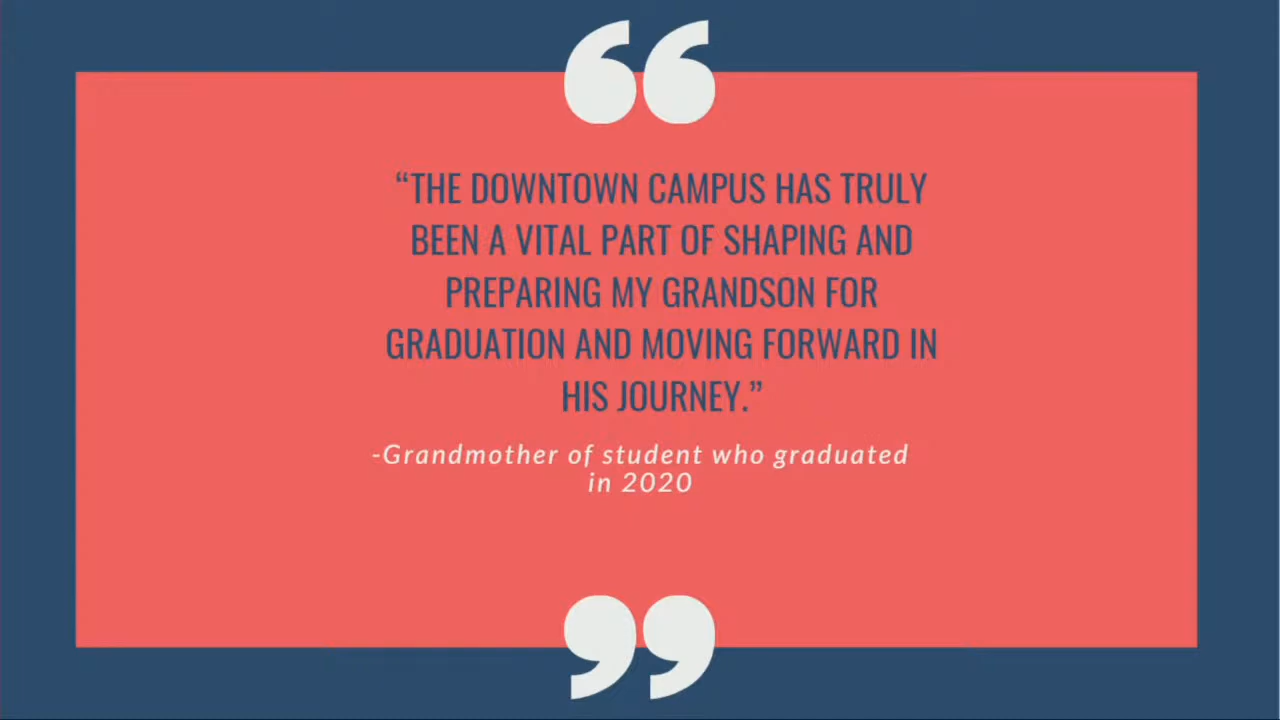 “THE DOWNTOWN CAMPUS HAS TRULY
BEEN A VITAL PART OF SHAPING AND
PREPARING MY GRANDSON FOR
GRADUATION AND MOVING FORWARD IN
HIS JOURNEY.”
-Grandmother of student who graduated
in 2020